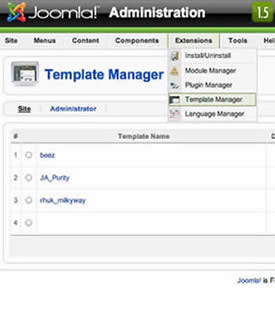 Joomla!® Administration 1.5
Site Menus Content Components Extensions Tools Hel
Install/Uninstall
Module Manager
Plugin Manager
Template Manager
Language Manager
Template Manager
Site Administrator
# Template Name D
1 beez
2 JA_Purity
3 rhuk_milkyway
4
Joomla! is F